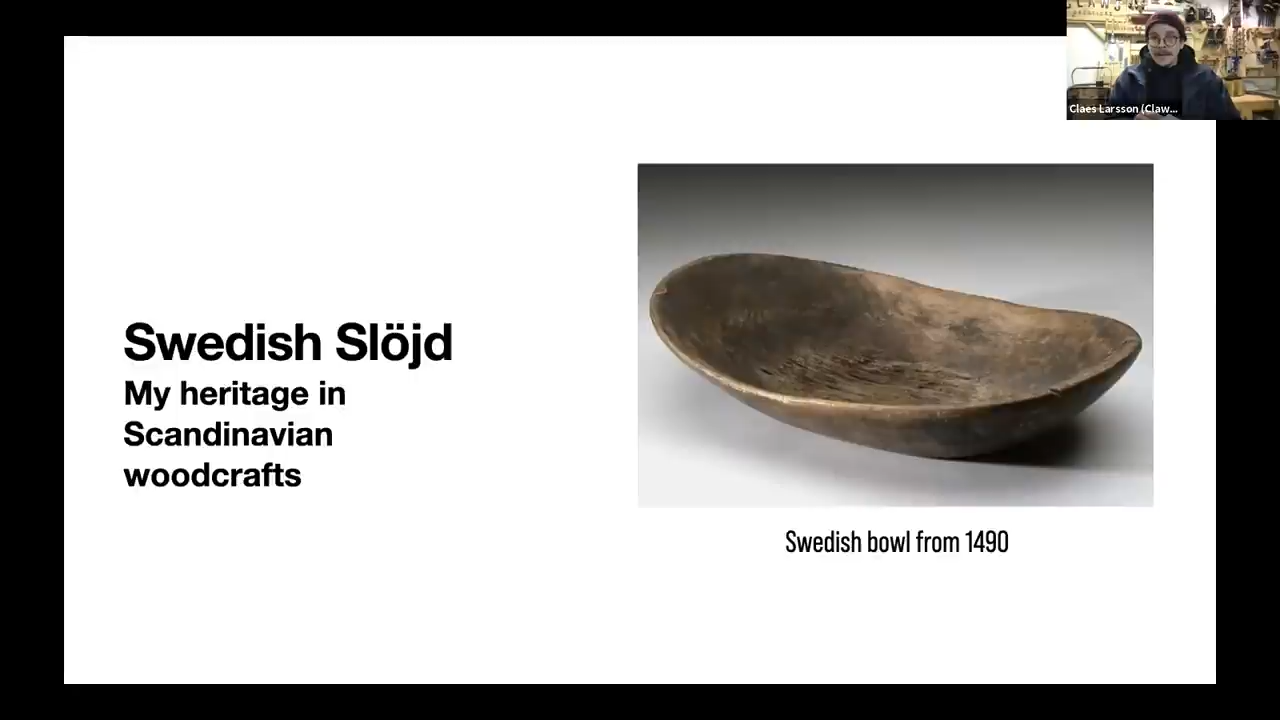 Claes Larsson (Claw...
Swedish Slöjd
My heritage in
Scandinavian
woodcrafts
Swedish bowl from 1490